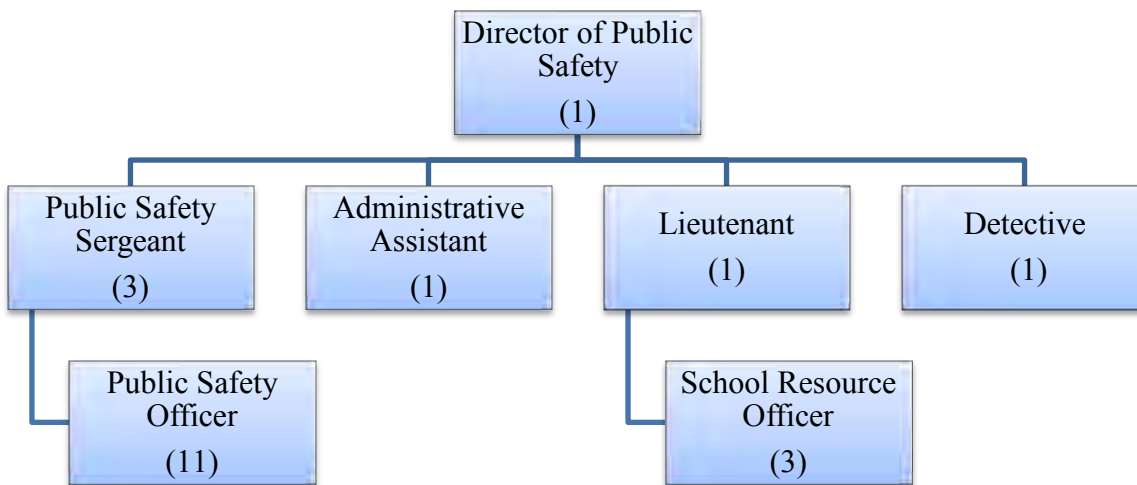 Director of Public
Safety
(1)
Public Safety
Sergeant
(3)
Administrative
Assistant
(1)
Lieutenant
(1)
Detective
(1)
Public Safety
Officer
(11)
School Resource
Officer
(3)